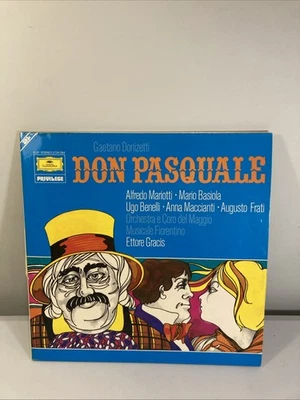 PRIVILEGE
Gaetano Donizetti
DON PASQUALE
Alfredo Mariotti · Mario Basiola
Ugo Benelli · Anna Maccianti · Augusto Frati
Orchestra e Coro del Maggio
Musicale Fiorentino
Ettore Gracis